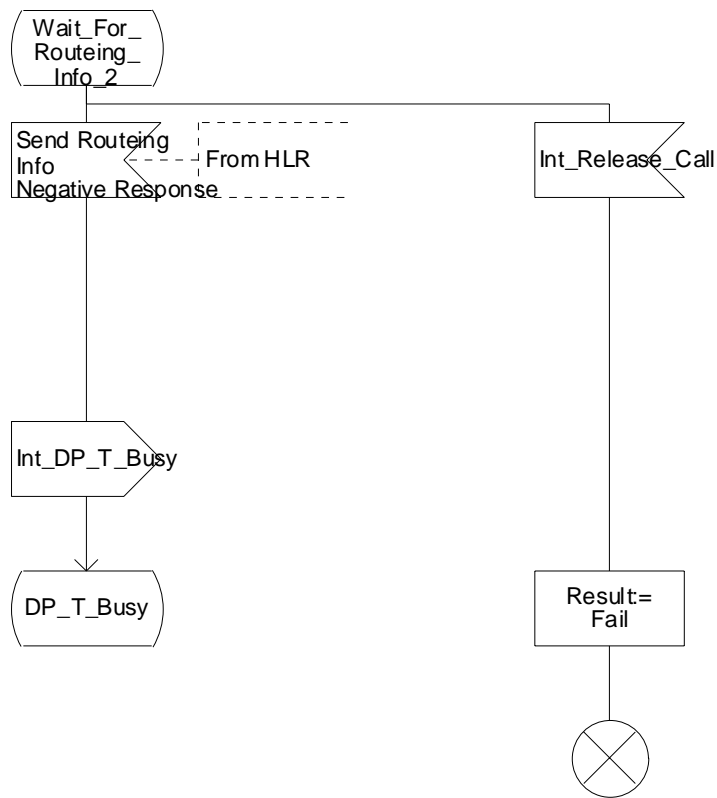 Wait_For_
Routeing_
Info_2
Send Routeing
Info
Negative Response
From HLR
Int_Release_Call
Int_DP_T_Busy
DP_T_Busy
Result:=
Fail